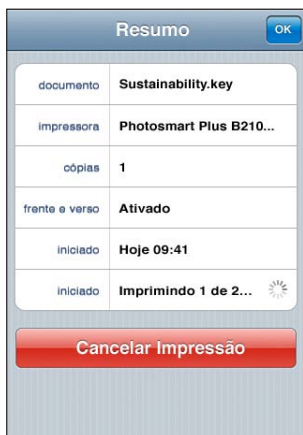 Resumo OK
documento Sustainability.key
impressora Photosmart Plus B210...
cópias 1
frente e verso Ativado
iniciado Hoje 09:41
iniciado Imprimindo 1 de 2...
Cancelar Impressão